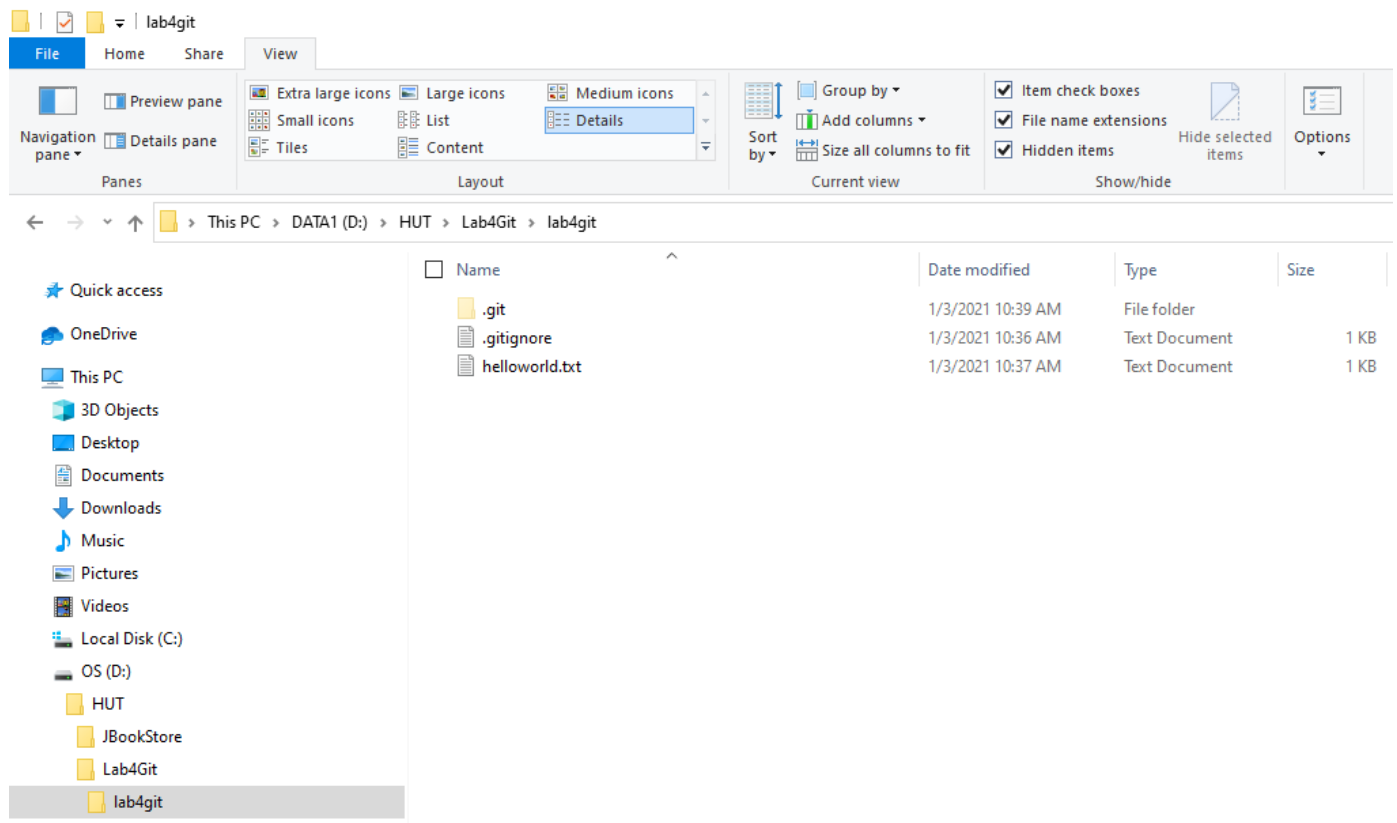 lab4git
File Home Share View
Navigation pane
Preview pane
Details pane
Panes
Extra large icons Large icons Medium icons
Small icons List Details
Tiles Content
Layout
Sort by
Group by
Add columns
Size all columns to fit
Current view
Item check boxes
File name extensions
Hidden items
Hide selected items
Show/hide
Options
This PC > DATA1 (D:) > HUT > Lab4Git > lab4git
Quick access
OneDrive
This PC
3D Objects
Desktop
Documents
Downloads
Music
Pictures
Videos
Local Disk (C:)
OS (D:)
HUT
JBookStore
Lab4Git
lab4git
Name Date modified Type Size
.git 1/3/2021 10:39 AM File folder
.gitignore 1/3/2021 10:36 AM Text Document 1 KB
helloworld.txt 1/3/2021 10:37 AM Text Document 1 KB